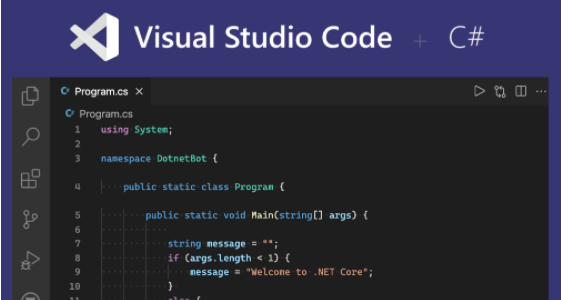 Visual Studio Code + C#
Program.cs ×
Program.cs
1 using System;
2
3 namespace DotnetBot {
4 public static class Program {
5 public static void Main(string[] args) {
6
7 string message = "";
8 if (args.length < 1) {
9 message = "Welcome to .NET Core";
10 }
11 else {